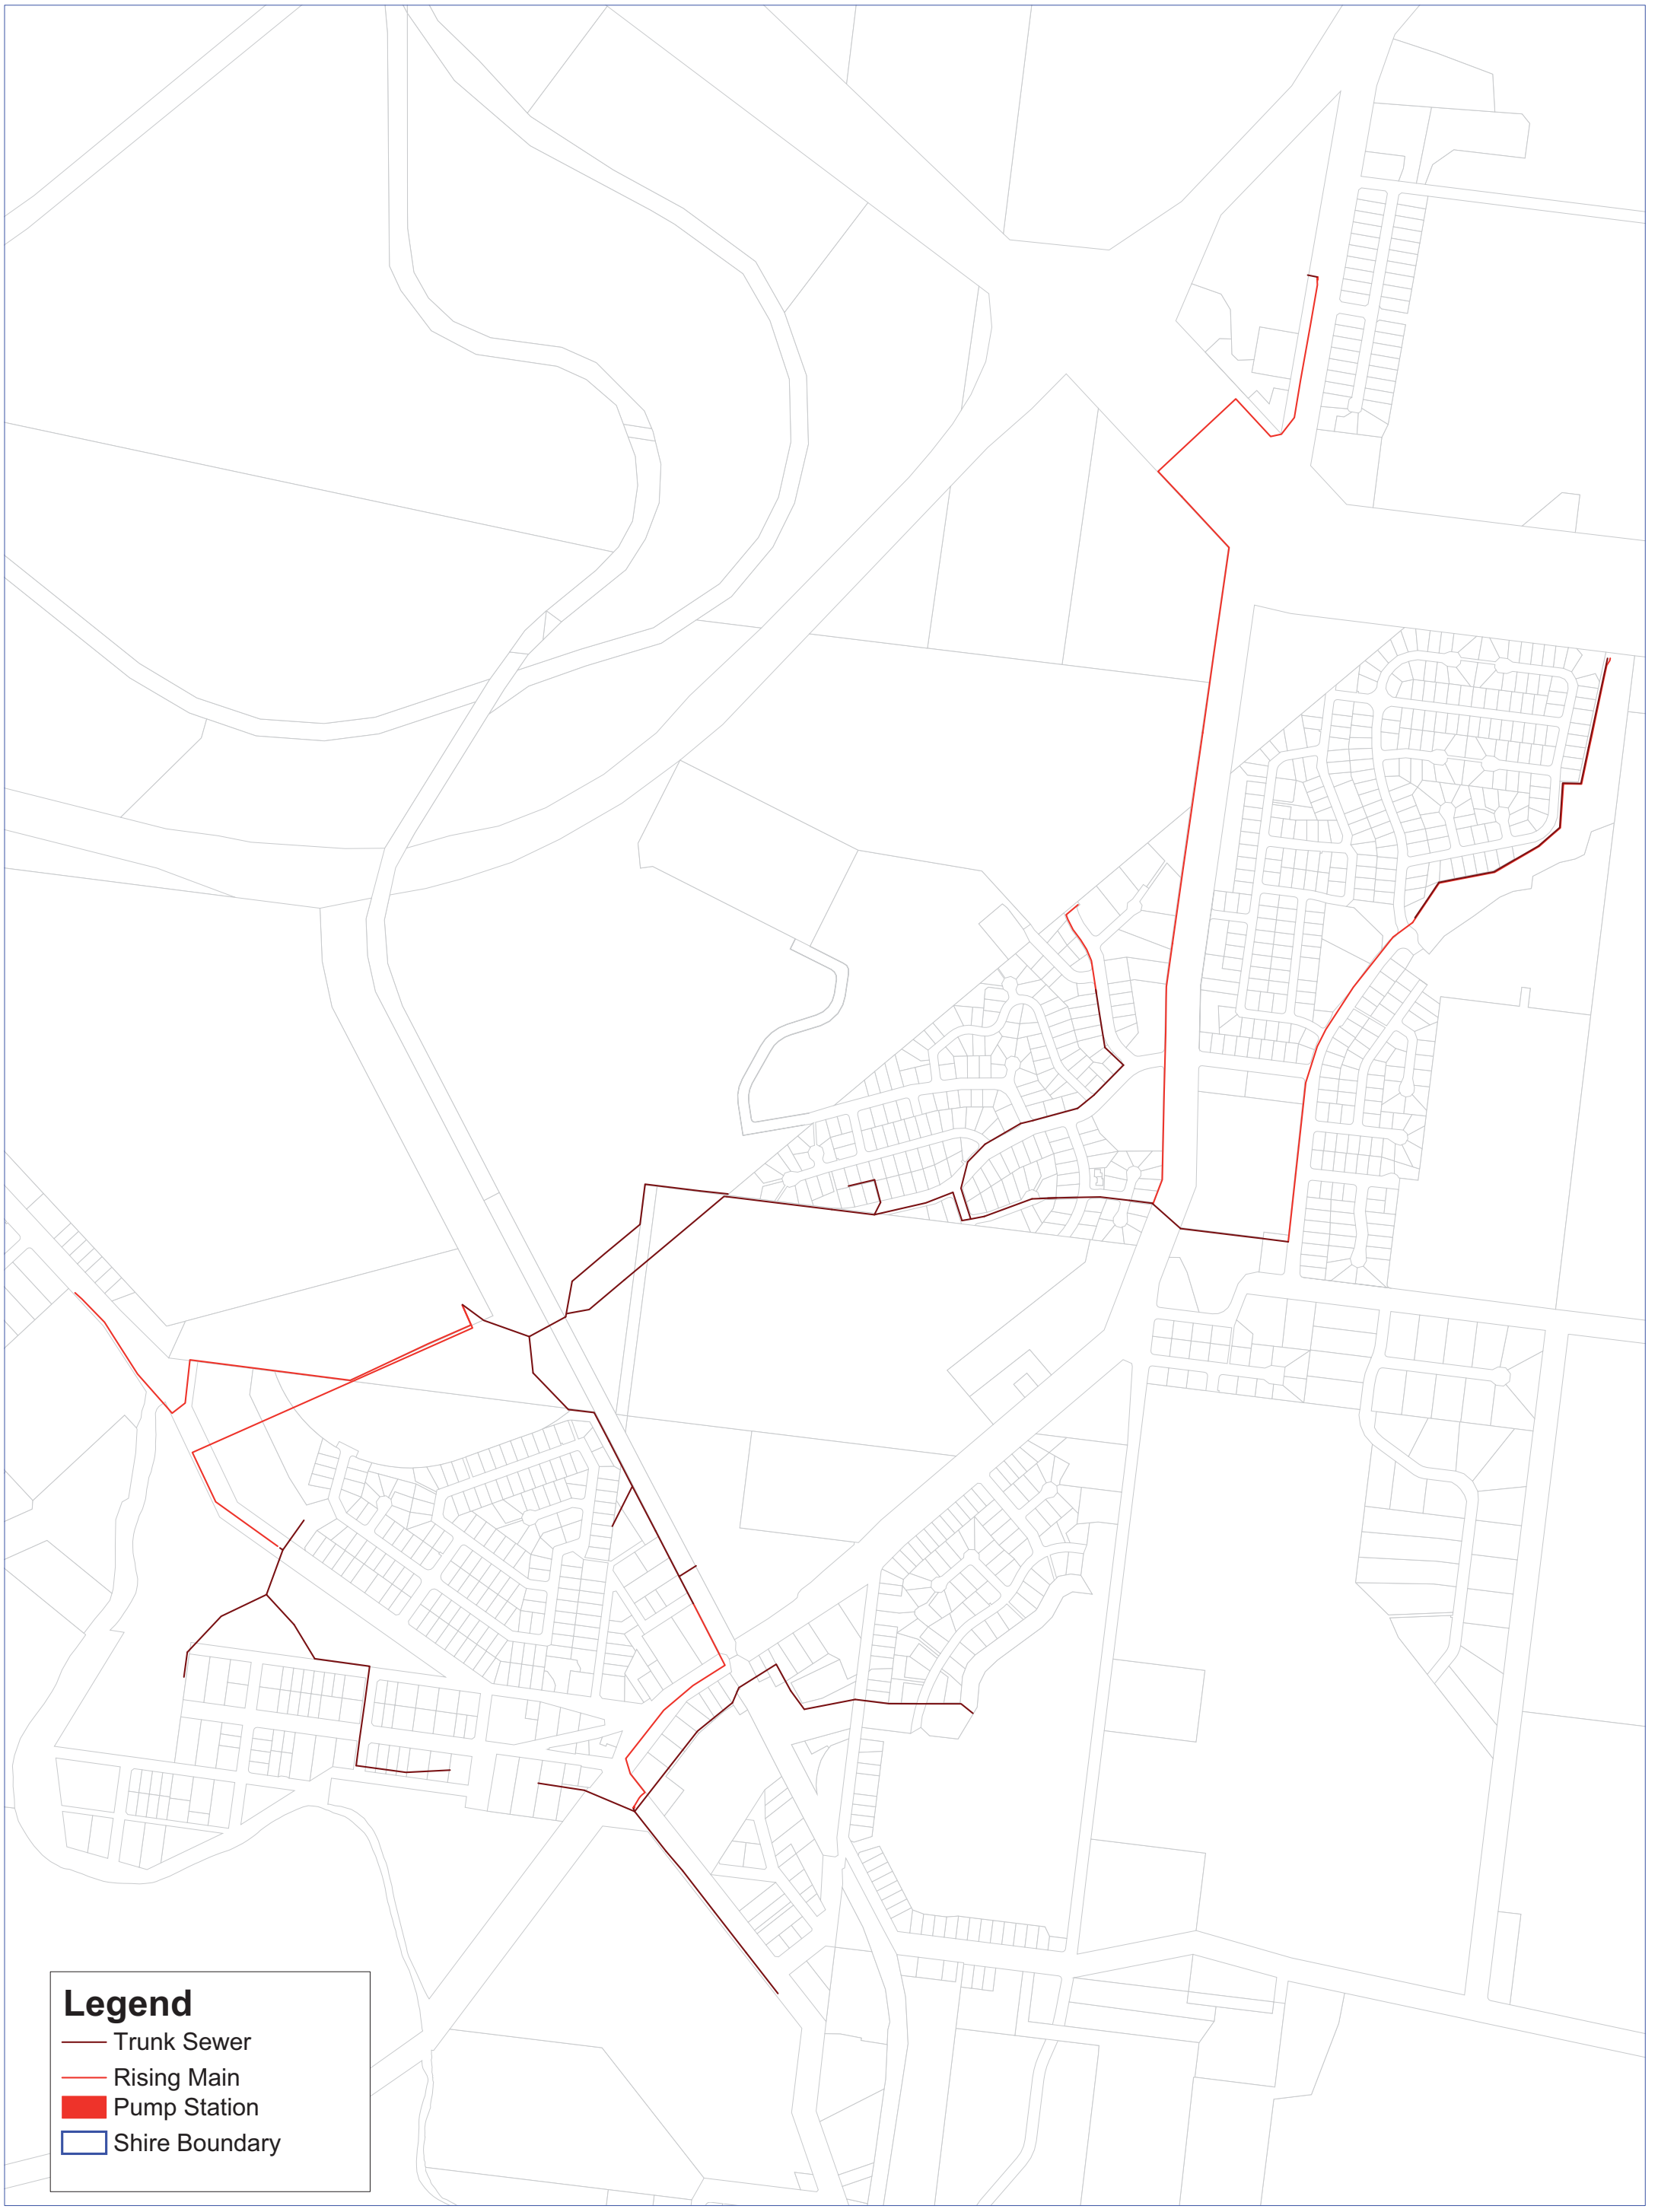 Legend
Trunk Sewer
Rising Main
Pump Station
Shire Boundary